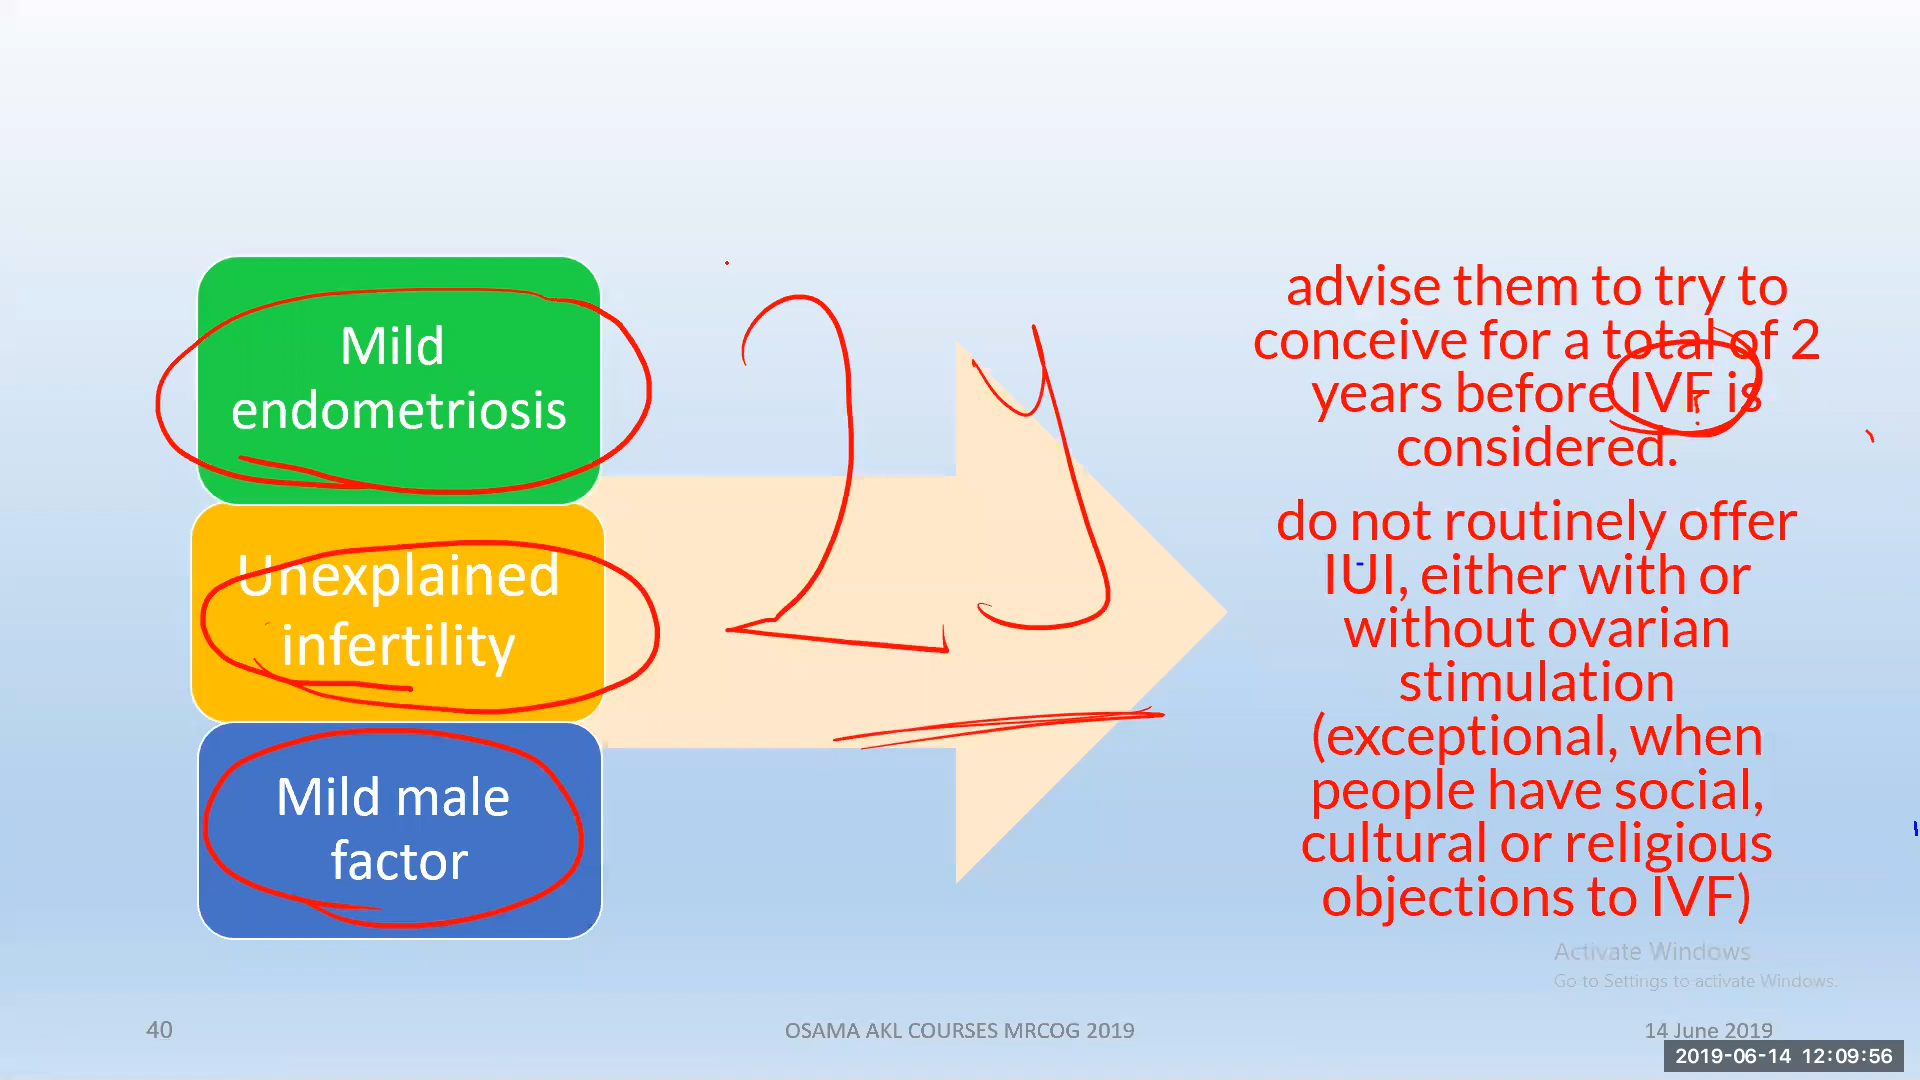 Mild
endometriosis
Unexplained
infertility
Mild male
factor
2y
advise them to try to
conceive for a total of 2
years before IVF is
considered.
do not routinely offer
IUI, either with or
without ovarian
stimulation
(exceptional, when
people have social,
cultural or religious
objections to IVF)
Activate Windows
Go to Settings to activate Windows.
40
OSAMA AKL COURSES MRCOG 2019
14 June 2019
2019-06-14 12:09:56